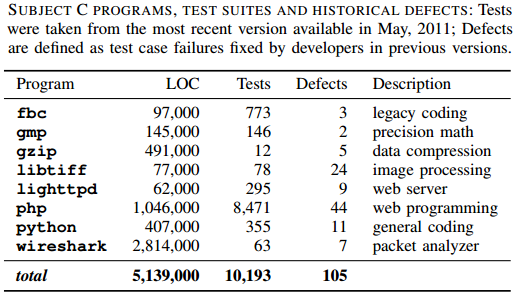 SUBJECT C PROGRAMS, TEST SUITES AND HISTORICAL DEFECTS: Tests
were taken from the most recent version available in May, 2011; Defects
are defined as test case failures fixed by developers in previous versions.
Program LOC Tests Defects Description
fbc 97,000 773 3 legacy coding
gmp 145,000 146 2 precision math
gzip 491,000 12 5 data compression
libtiff 77,000 78 24 image processing
lighttpd 62,000 295 9 web server
php 1,046,000 8,471 44 web programming
python 407,000 355 11 general coding
wireshark 2,814,000 63 7 packet analyzer
total 5,139,000 10,193 105